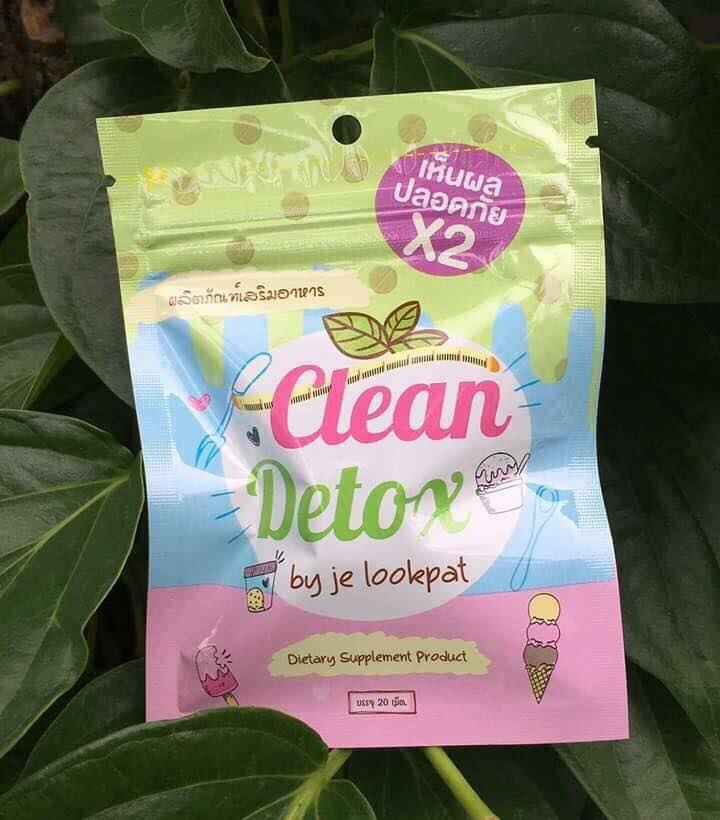 เห็นผล
ปลอดภัย
X2
ผลิตภัณฑ์เสริมอาหาร
Clean
Detox
by je lookpat
Dietary Supplement Product
บรรจุ 20 เม็ด.